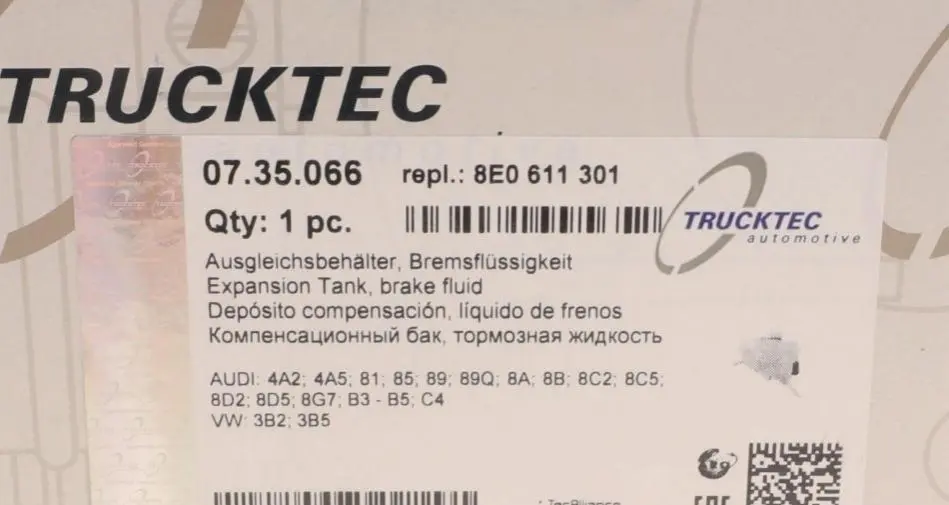 TRUCKTEC
07.35.066 repl.: 8E0 611 301
Qty: 1 pc.
TRUCKTEC
automotive
Ausgleichsbehälter, Bremsflüssigkeit
Expansion Tank, brake fluid
Depósito compensación, líquido de frenos
Компенсационный бак, тормозная жидкость
AUDI: 4A2; 4A5; 81; 85; 89; 89Q; 8A; 8B; 8C2; 8C5;
8D2; 8D5; 8G7; B3 - B5; C4
VW: 3B2; 3B5
TRUCKTEC